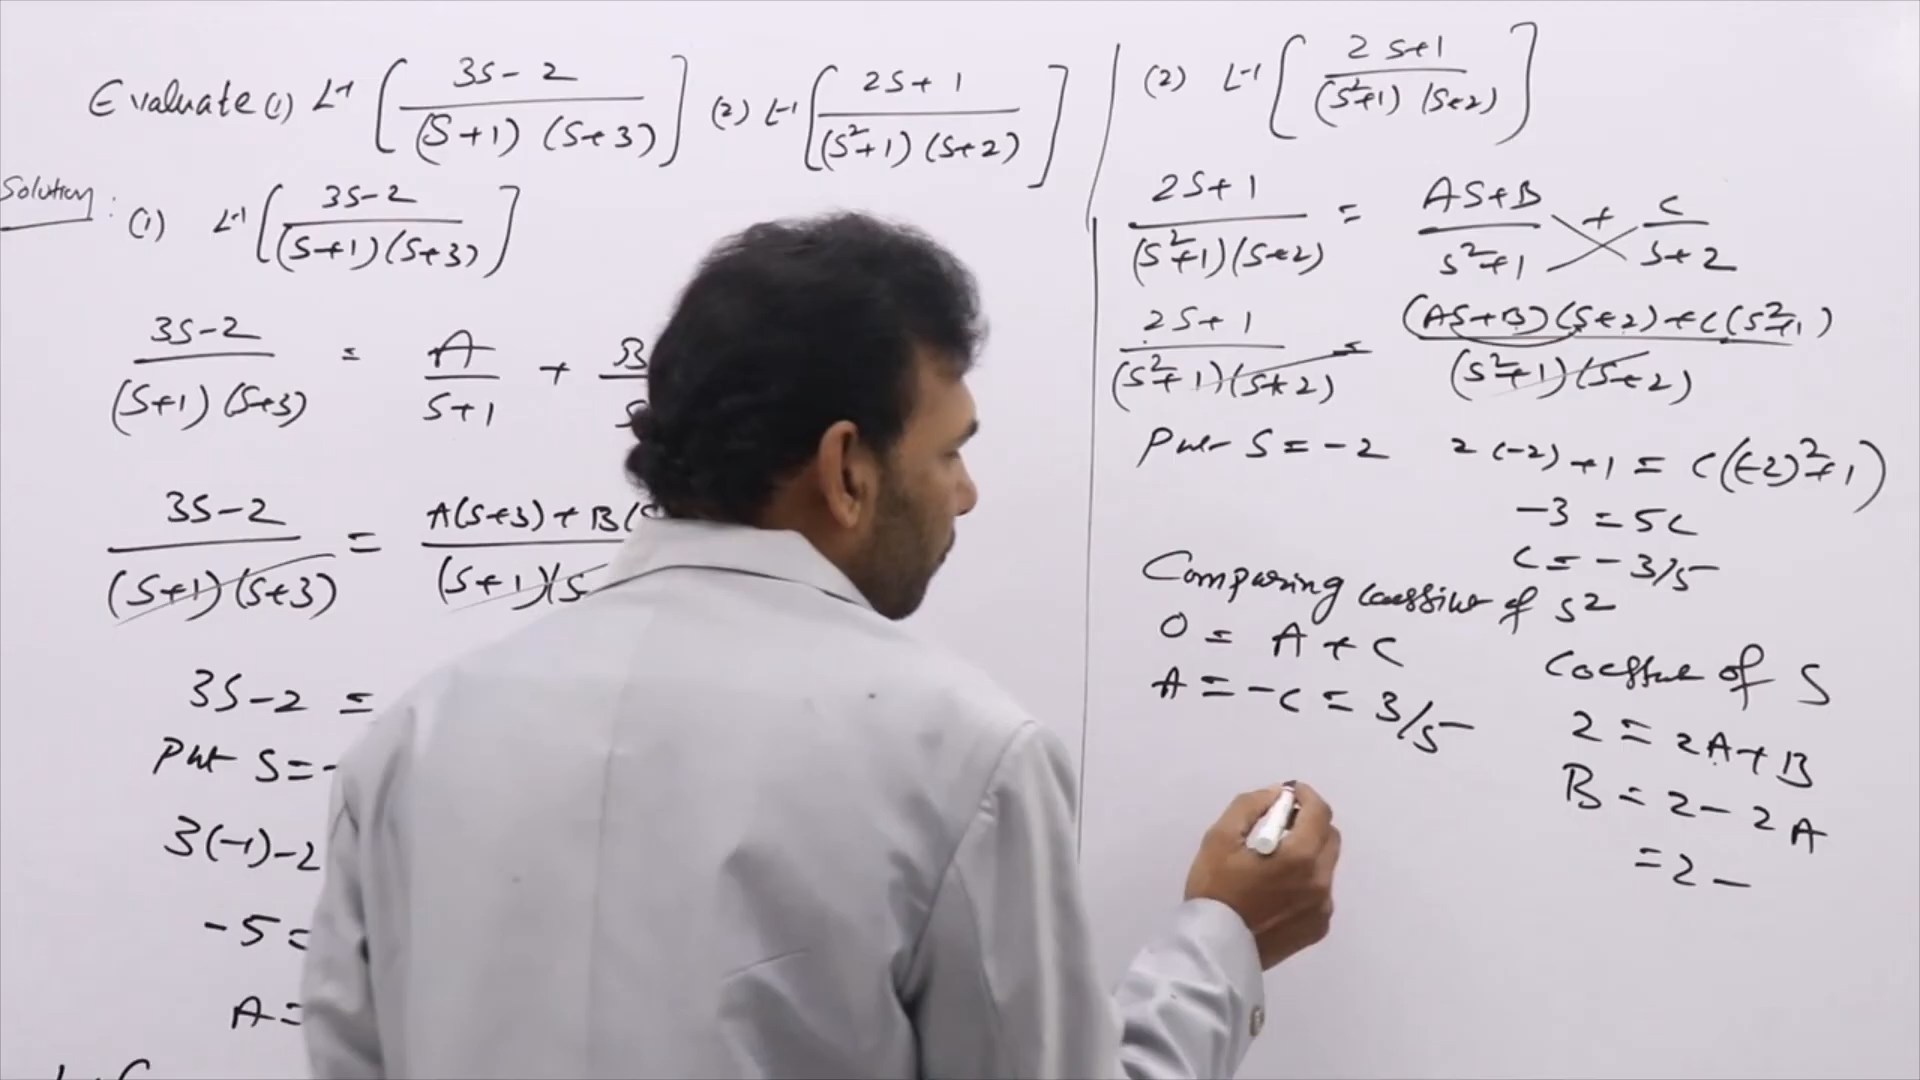 Evaluate (1) L⁻¹ [ 3S-2 / (S+1) (S+3) ] (2) L⁻¹ [ 2S+1 / (S²+1) (S+2) ]
Solution: (1) L⁻¹ [ 3S-2 / (S+1)(S+3) ]
3S-2 / (S+1)(S+3) = A / S+1 + B
3S-2 / (S+1)(S+3) = A(S+3) + B( / (S+1)(S
3S-2 =
Put S=-
3(-1)-2
-5=
A=
(2) L⁻¹ [ 2S+1 / (S²+1) (S+2) ]
2S+1 / (S²+1)(S+2) = AS+B / S²+1 + C / S+2
2S+1 / (S²+1)(S+2) = (AS+B)(S+2)+C(S²+1) / (S²+1)(S+2)
Put S=-2 2(-2)+1 = C((-2)²+1)
-3 = 5C
C = -3/5
Comparing of S²
0 = A+C
A = -C = 3/5
of S
2 = 2A+B
B = 2-2A
=2-